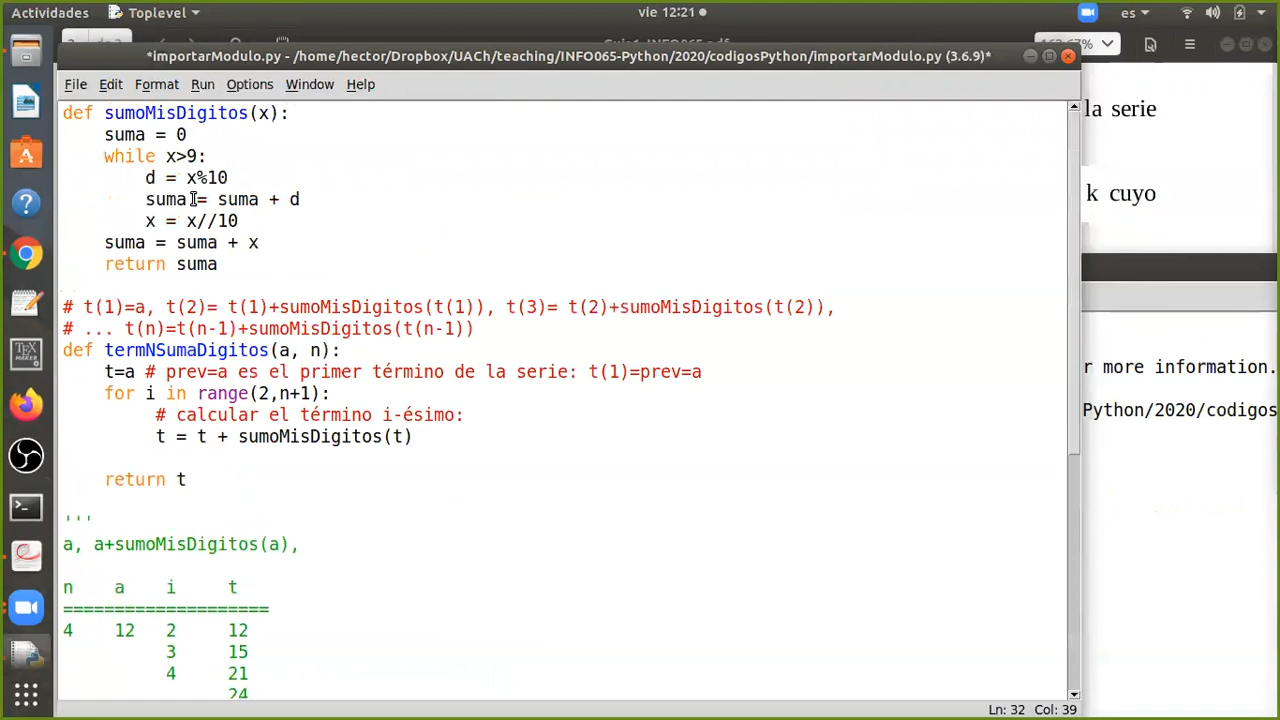 Actividades
Toplevel
vie 12:21
es
*importarModulo.py - /home/hector/Dropbox/UACh/teaching/INFO065-Python/2020/codigosPython/importarModulo.py (3.6.9)*
File Edit Format Run Options Window Help
def sumoMisDigitos(x):
    suma = 0
    while x>9:
        d = x%10
        suma = suma + d
        x = x//10
    suma = suma + x
    return suma
# t(1)=a, t(2)= t(1)+sumoMisDigitos(t(1)), t(3)= t(2)+sumoMisDigitos(t(2)),
# ... t(n)=t(n-1)+sumoMisDigitos(t(n-1))
def termNSumaDigitos(a, n):
    t=a # prev=a es el primer término de la serie: t(1)=prev=a
    for i in range(2,n+1):
         # calcular el término i-ésimo:
         t = t + sumoMisDigitos(t)
    return t
'''
a, a+sumoMisDigitos(a),
n    a    i     t
====================
4    12   2     12
          3     15
          4     21
                24
Ln: 32 Col: 39
la serie
k cuyo
r more information.
Python/2020/codigos